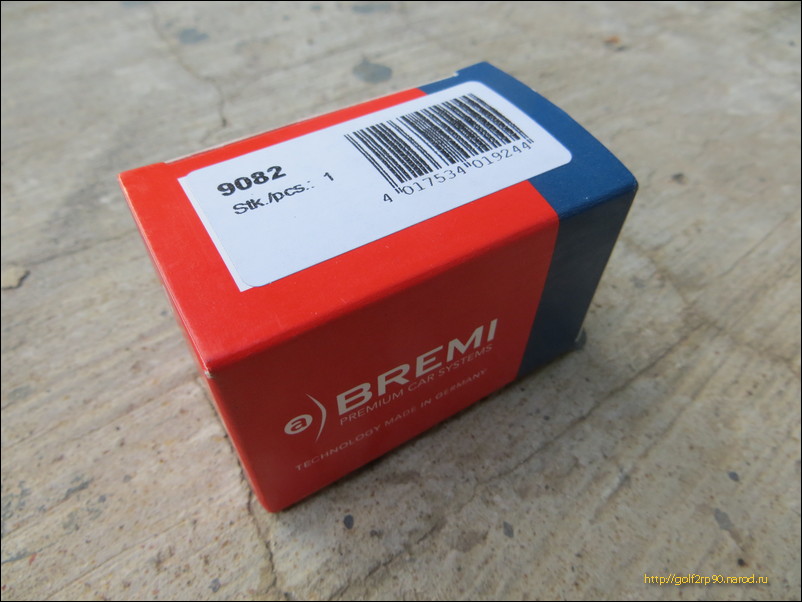 9082
Stk./pcs.: 1
4 017534 019244
a) BREMI
PREMIUM CAR SYSTEMS
TECHNOLOGY MADE IN GERMANY
http://golf2rp90.narod.ru